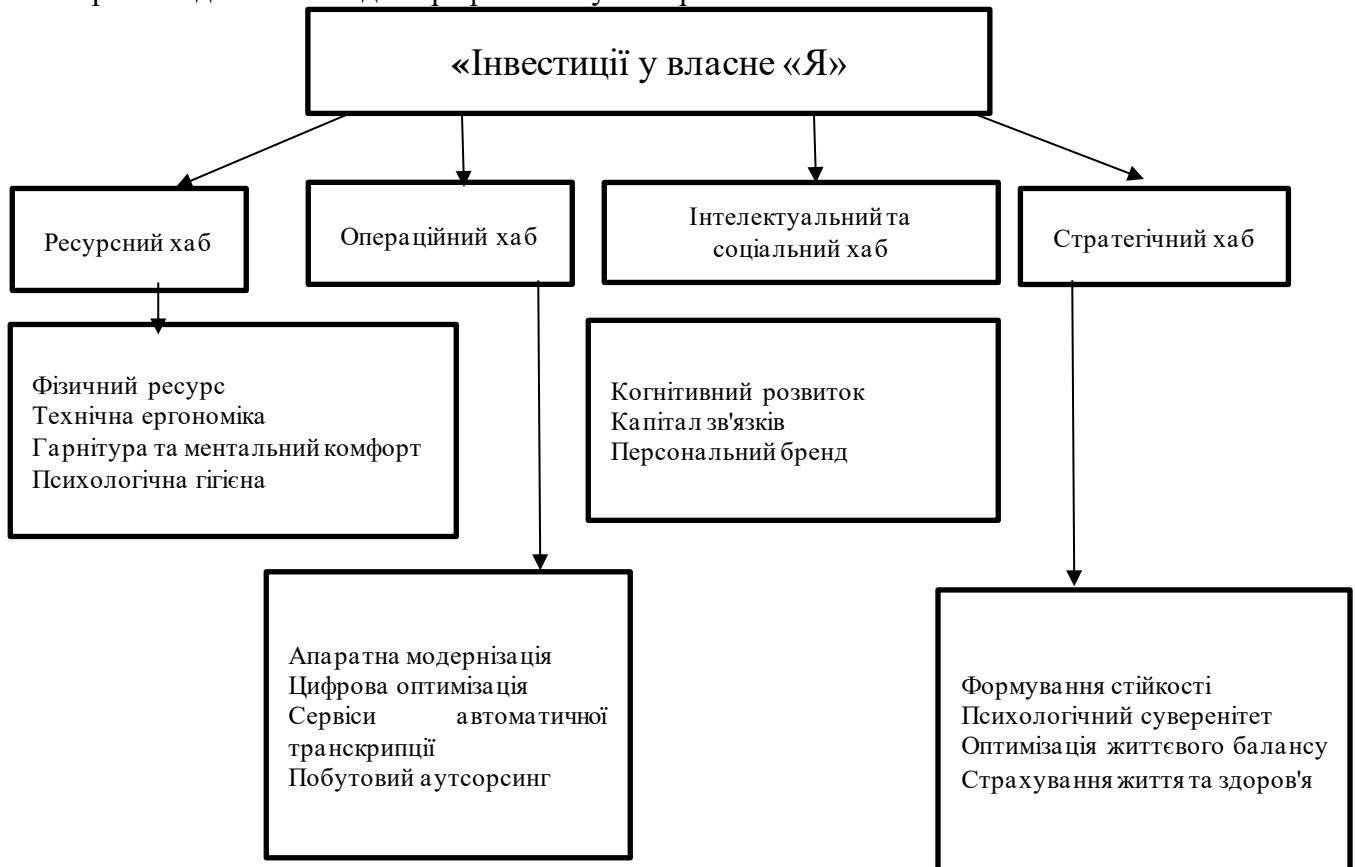 «Інвестиції у власне «Я»
Ресурсний хаб
Операційний хаб
Інтелектуальний та
соціальний хаб
Стратегічний хаб
Фізичний ресурс
Технічна ергономіка
Гарнітура та ментальний комфорт
Психологічна гігієна
Когнітивний розвиток
Капітал зв'язків
Персональний бренд
Апаратна модернізація
Цифрова оптимізація
Сервіси автоматичної
транскрипції
Побутовий аутсорсинг
Формування стійкості
Психологічний суверенітет
Оптимізація життєвого балансу
Страхування життя та здоров'я